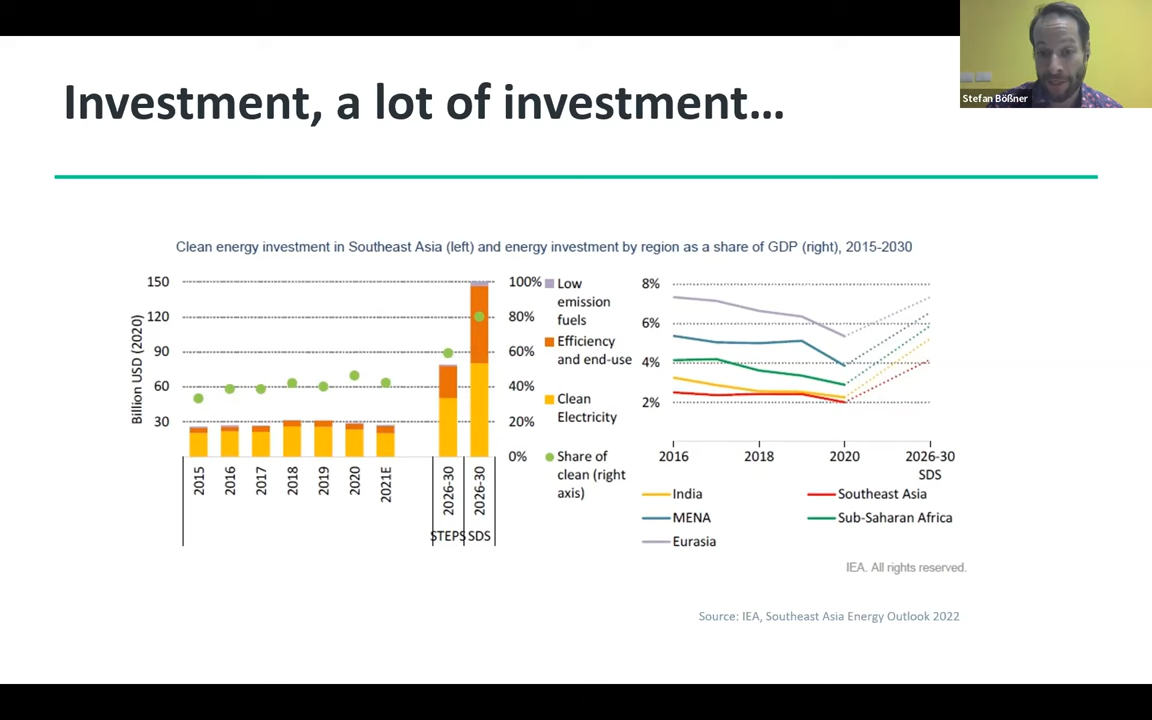 Investment, a lot of investment...
Stefan Bößner
Clean energy investment in Southeast Asia (left) and energy investment by region as a share of GDP (right), 2015-2030
Billion USD (2020)
150
120
90
60
30
100%
80%
60%
40%
20%
0%
2015
2016
2017
2018
2019
2020
2021E
2026-30
2026-30
STEPS
SDS
Low
emission
fuels
Efficiency
and end-use
Clean
Electricity
Share of
clean (right
axis)
8%
6%
4%
2%
2016
2018
2020
2026-30
SDS
India
Southeast Asia
MENA
Sub-Saharan Africa
Eurasia
IEA. All rights reserved.
Source: IEA, Southeast Asia Energy Outlook 2022